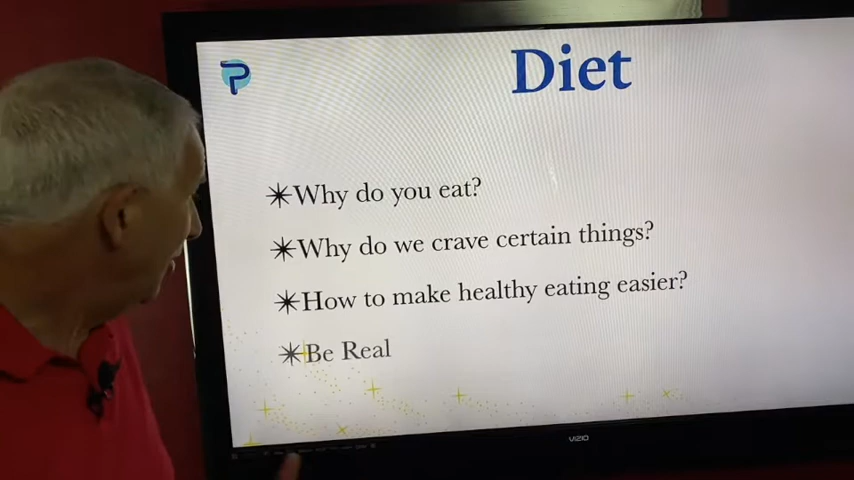 P
Diet
Why do you eat?
Why do we crave certain things?
How to make healthy eating easier?
Be Real
VIZIO